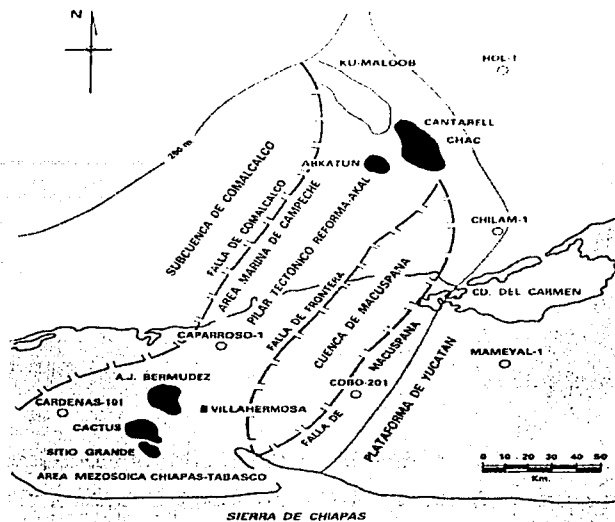 N
KU-MALOOB
HOL-1
CANTARELL
CHAC
200 m
ABKATUN
SUBCUENCA DE COMALCALCO
FALLA DE COMALCALCO
AREA MARINA DE CAMPECHE
PILAR TECTONICO REFORMA-AKAL
CHILAM-1
FALLA DE FRONTERA
CUENCA DE MACUSPANA
CD. DEL CARMEN
CAPARROSO-1
FALLA DE MACUSPANA
PLATAFORMA DE YUCATAN
MAMEYAL-1
A.J. BERMUDEZ
COBO-201
CARDENAS-101
VILLAHERMOSA
CACTUS
SITIO GRANDE
AREA MEZOSOICA CHIAPAS-TABASCO
0 10 20 30 40 50
Km.
SIERRA DE CHIAPAS